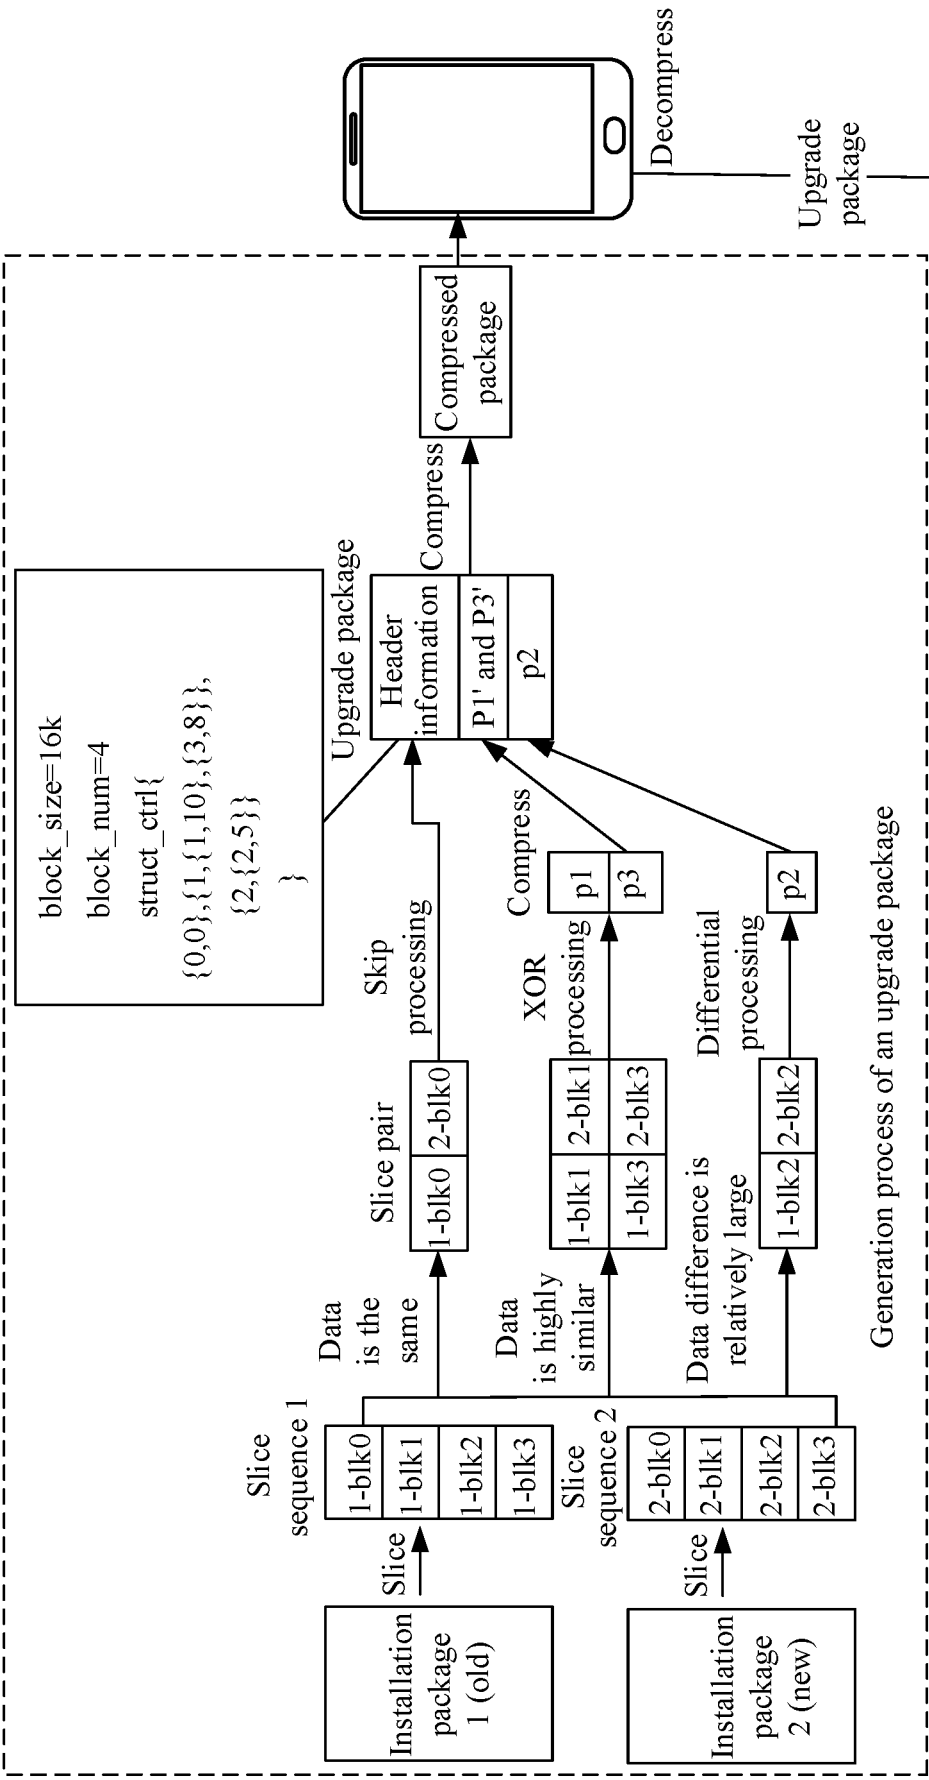 Installation
package
1 (old)
Slice
Slice
sequence 1
1-blk0
1-blk1
1-blk2
1-blk3
Installation
package
2 (new)
Slice
Slice
sequence 2
2-blk0
2-blk1
2-blk2
2-blk3
Data
is the
same
Slice pair
1-blk0
2-blk0
Skip
processing
Data
is highly
similar
1-blk1
2-blk1
1-blk3
2-blk3
XOR
processing
p1
p3
Compress
Data difference is
relatively large
1-blk2
2-blk2
Differential
processing
p2
block_size=16k
block_num=4
struct_ctrl{
{0,0},{1,{1,10},{3,8}},
{2,{2,5}}
}
Upgrade package
Header
information
P1' and P3'
p2
Compress
Compressed
package
Decompress
Upgrade
package
Generation process of an upgrade package